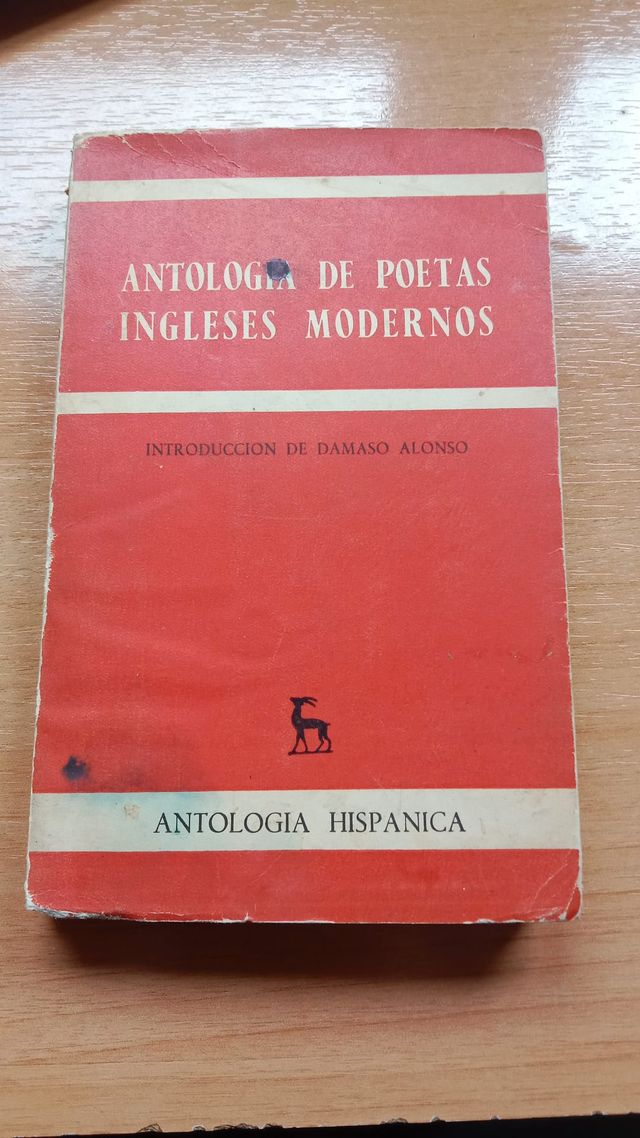 ANTOLOGIA DE POETAS
INGLESES MODERNOS
INTRODUCCION DE DAMASO ALONSO
ANTOLOGIA HISPANICA